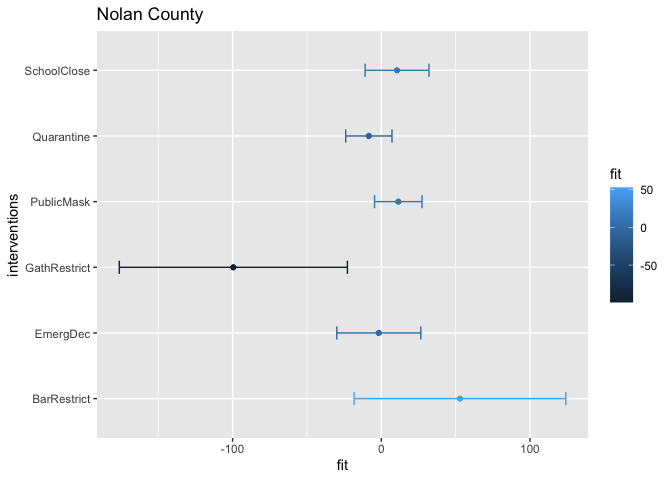 Nolan County
SchoolClose
Quarantine
PublicMask
GathRestrict
EmergDec
BarRestrict
interventions
-100
0
100
fit
fit
50
0
-50